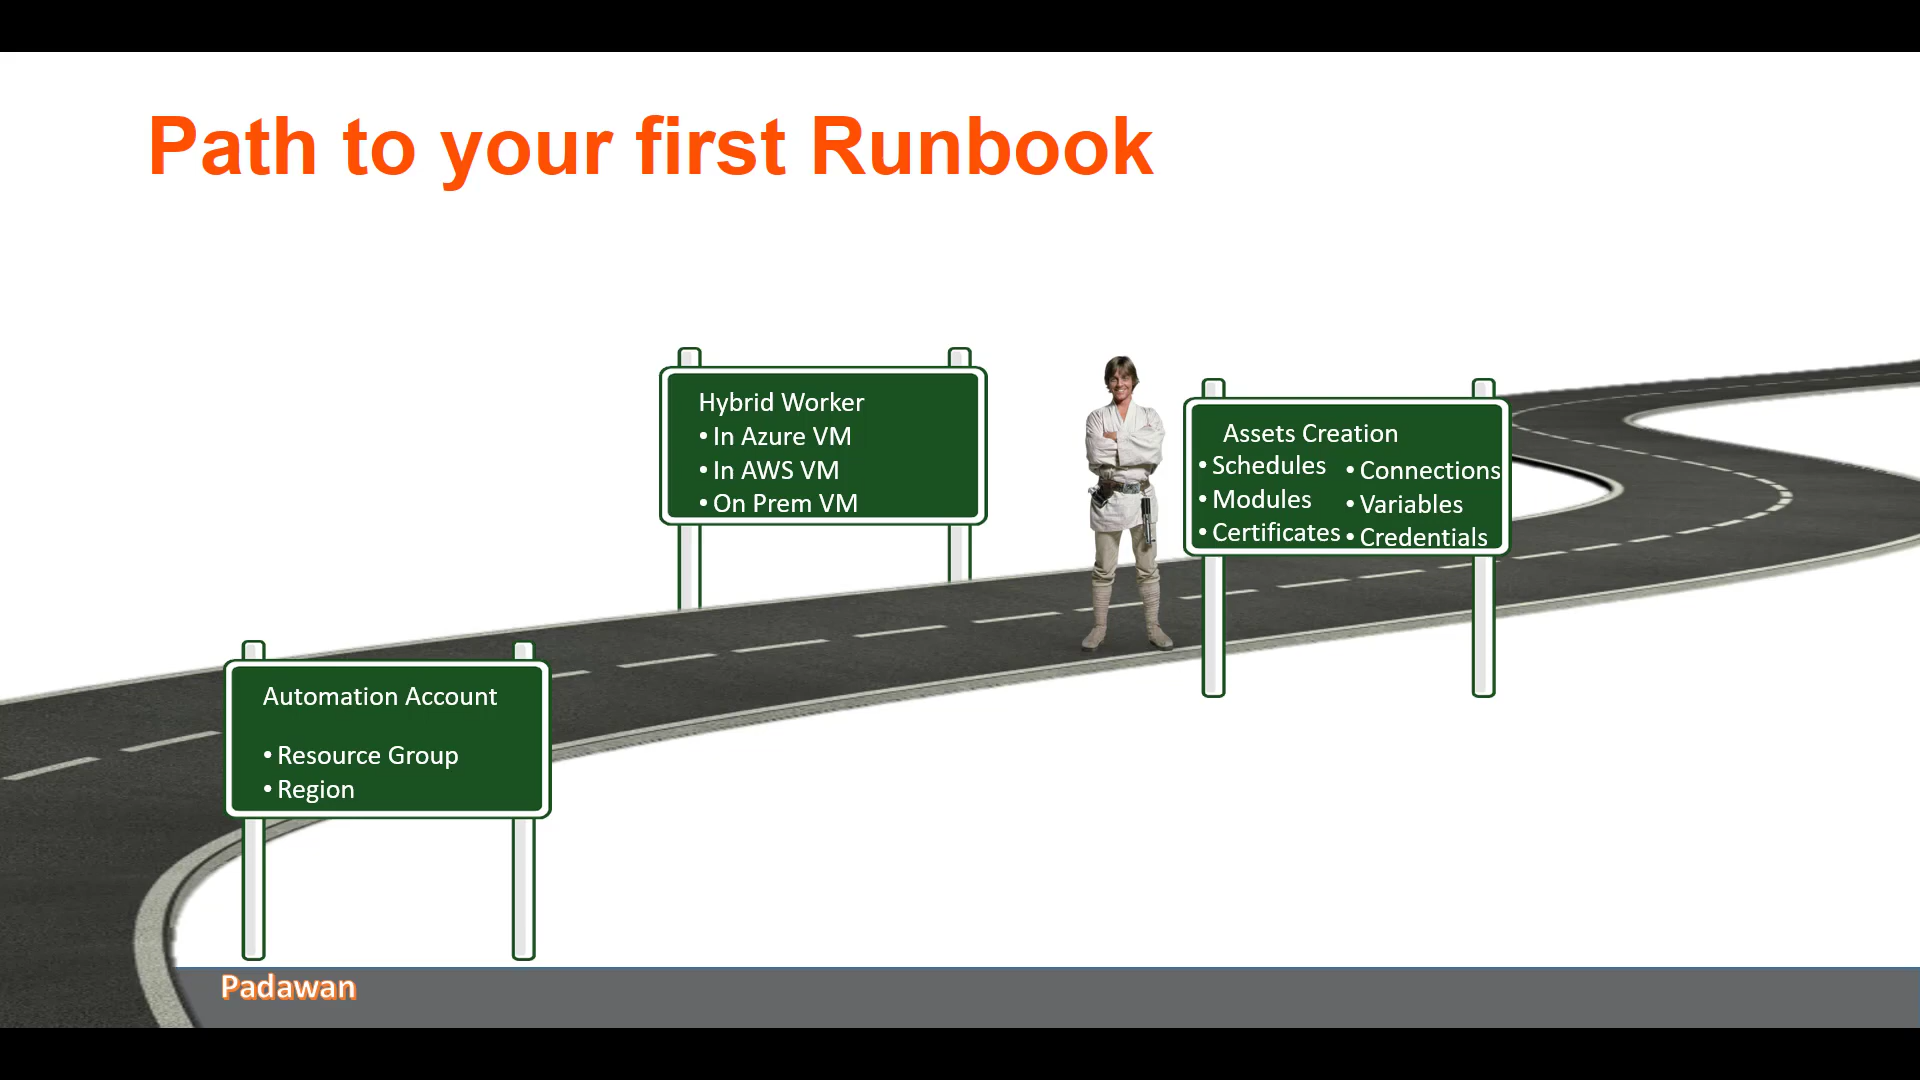 Path to your first Runbook
Automation Account
• Resource Group
• Region
Hybrid Worker
• In Azure VM
• In AWS VM
• On Prem VM
Assets Creation
• Schedules
• Modules
• Certificates
• Connections
• Variables
• Credentials
Padawan